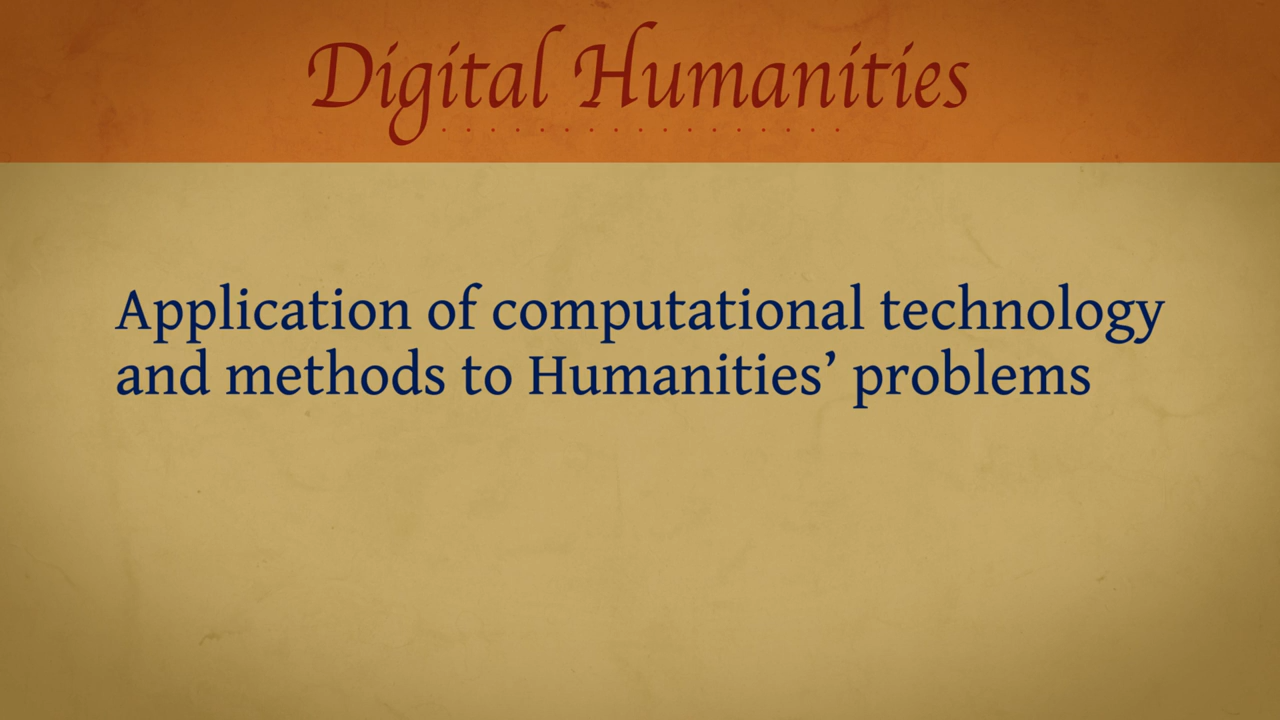 Digital Humanities
Application of computational technology
and methods to Humanities’ problems